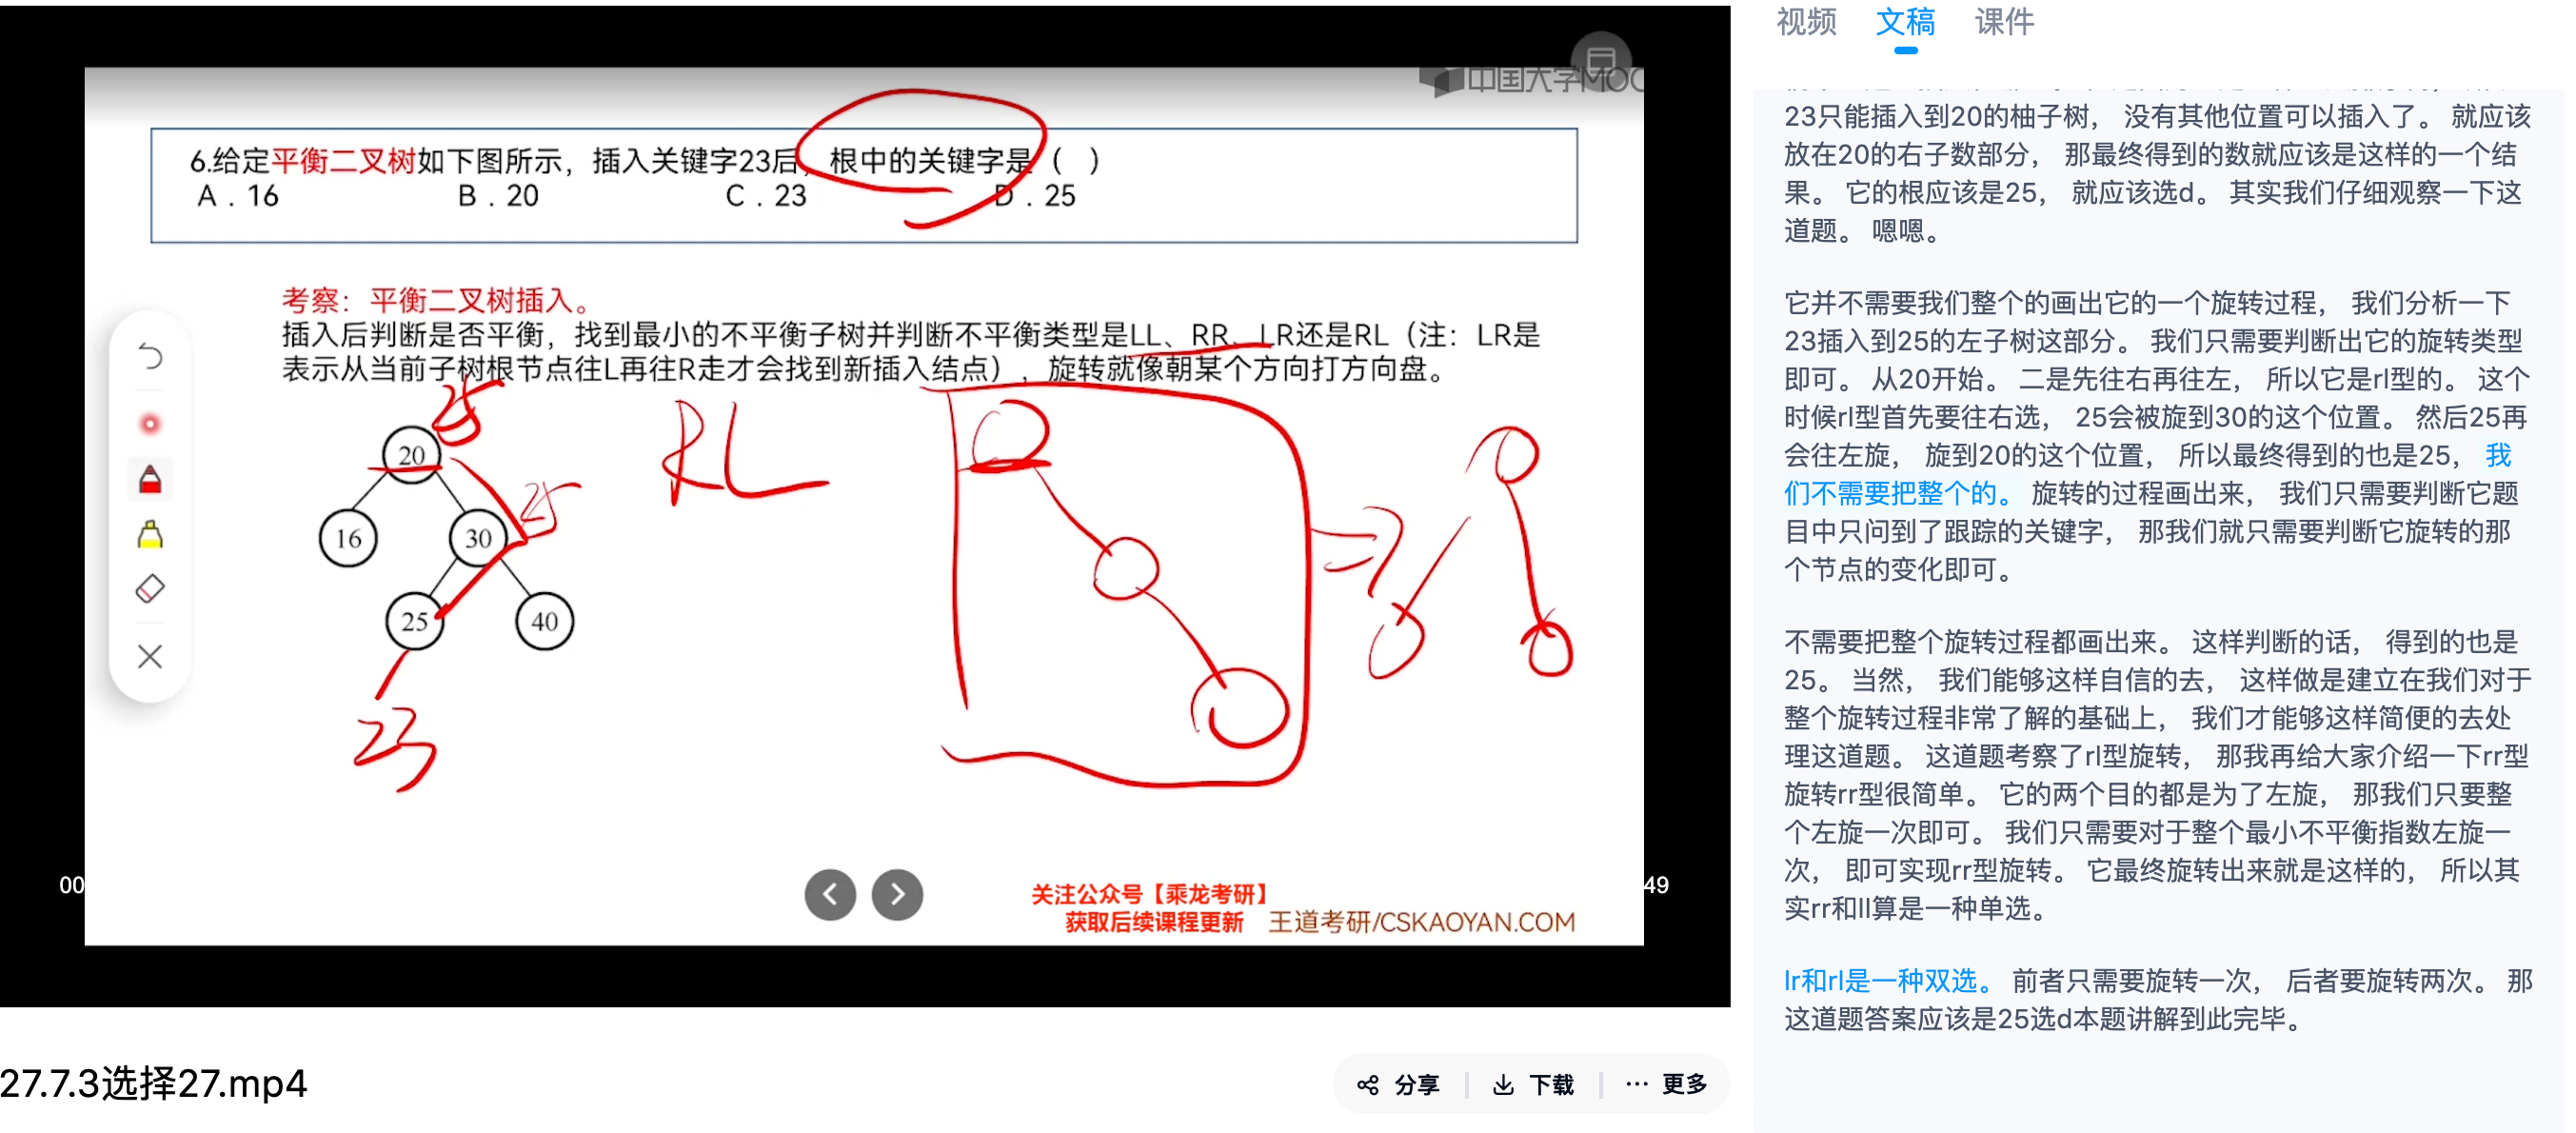 中国大学MOO
6.给定平衡二叉树如下图所示，插入关键字23后，根中的关键字是（ ）
A．16 B．20 C．23 D．25
考察：平衡二叉树插入。
插入后判断是否平衡，找到最小的不平衡子树并判断不平衡类型是LL、RR、LR还是RL（注：LR是
表示从当前子树根节点往L再往R走才会找到新插入结点），旋转就像朝某个方向打方向盘。
25
20
RL
25
16
30
25
40
23
00
49
关注公众号【乘龙考研】
获取后续课程更新
王道考研/CSKAOYAN.COM
27.7.3选择27.mp4
分享
下载
更多
视频 文稿 课件
23只能插入到20的柚子树， 没有其他位置可以插入了。 就应该
放在20的右子数部分， 那最终得到的数就应该是这样的一个结
果。 它的根应该是25， 就应该选d。 其实我们仔细观察一下这
道题。 嗯嗯。
它并不需要我们整个的画出它的一个旋转过程， 我们分析一下
23插入到25的左子树这部分。 我们只需要判断出它的旋转类型
即可。 从20开始。 二是先往右再往左， 所以它是rl型的。 这个
时候rl型首先要往右选， 25会被旋到30的这个位置。 然后25再
会往左旋， 旋到20的这个位置， 所以最终得到的也是25， 我
们不需要把整个的。 旋转的过程画出来， 我们只需要判断它题
目中只问到了跟踪的关键字， 那我们就只需要判断它旋转的那
个节点的变化即可。
不需要把整个旋转过程都画出来。 这样判断的话， 得到的也是
25。 当然， 我们能够这样自信的去， 这样做是建立在我们对于
整个旋转过程非常了解的基础上， 我们才能够这样简便的去处
理这道题。 这道题考察了rl型旋转， 那我再给大家介绍一下rr型
旋转rr型很简单。 它的两个目的都是为了左旋， 那我们只要整
个左旋一次即可。 我们只需要对于整个最小不平衡指数左旋一
次， 即可实现rr型旋转。 它最终旋转出来就是这样的， 所以其
实rr和ll算是一种单选。
lr和rl是一种双选。 前者只需要旋转一次， 后者要旋转两次。 那
这道题答案应该是25选d本题讲解到此完毕。